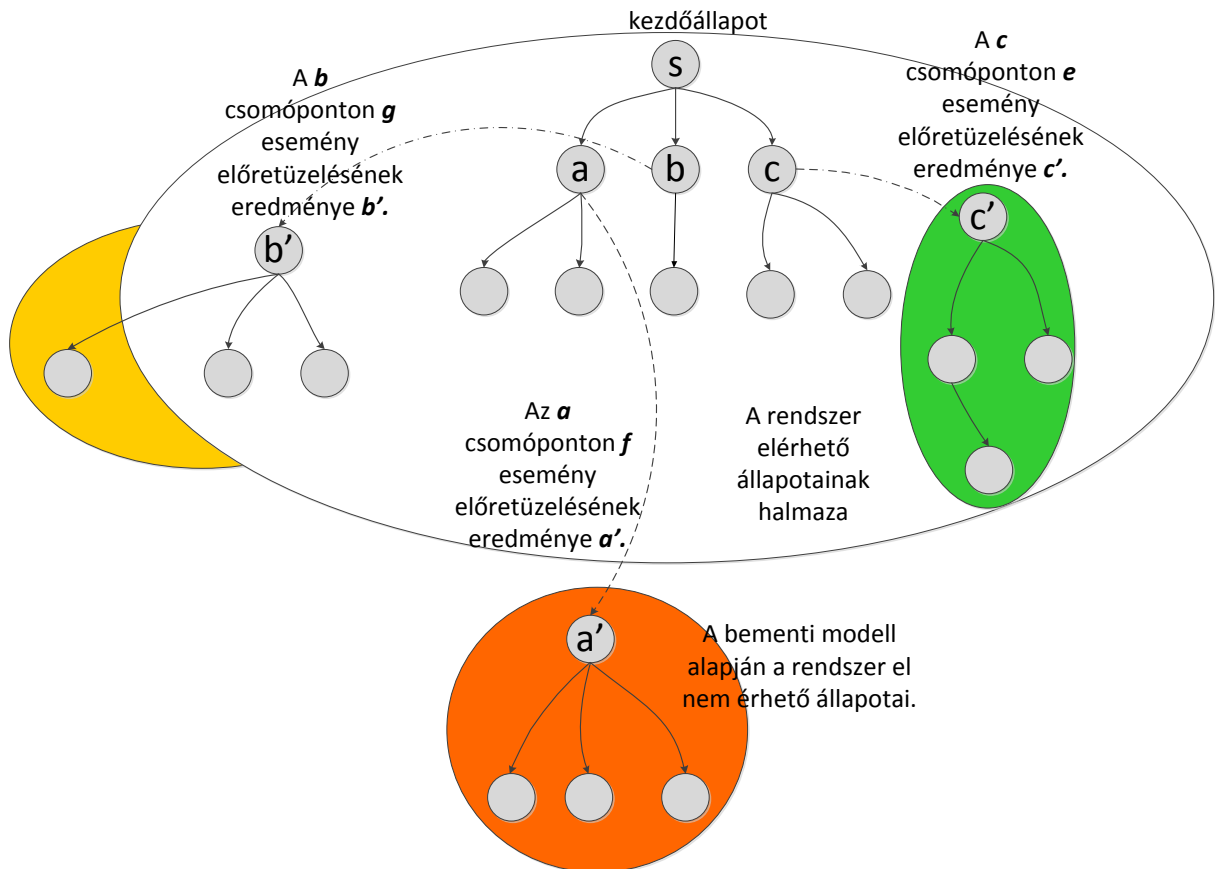 kezdőállapot
s
A b
csomóponton g
esemény
előretüzelésének
eredménye b'.
A c
csomóponton e
esemény
előretüzelésének
eredménye c'.
a
b
c
b'
c'
Az a
csomóponton f
esemény
előretüzelésének
eredménye a'.
A rendszer
elérhető
állapotainak
halmaza
a'
A bementi modell
alapján a rendszer el
nem érhető állapotai.